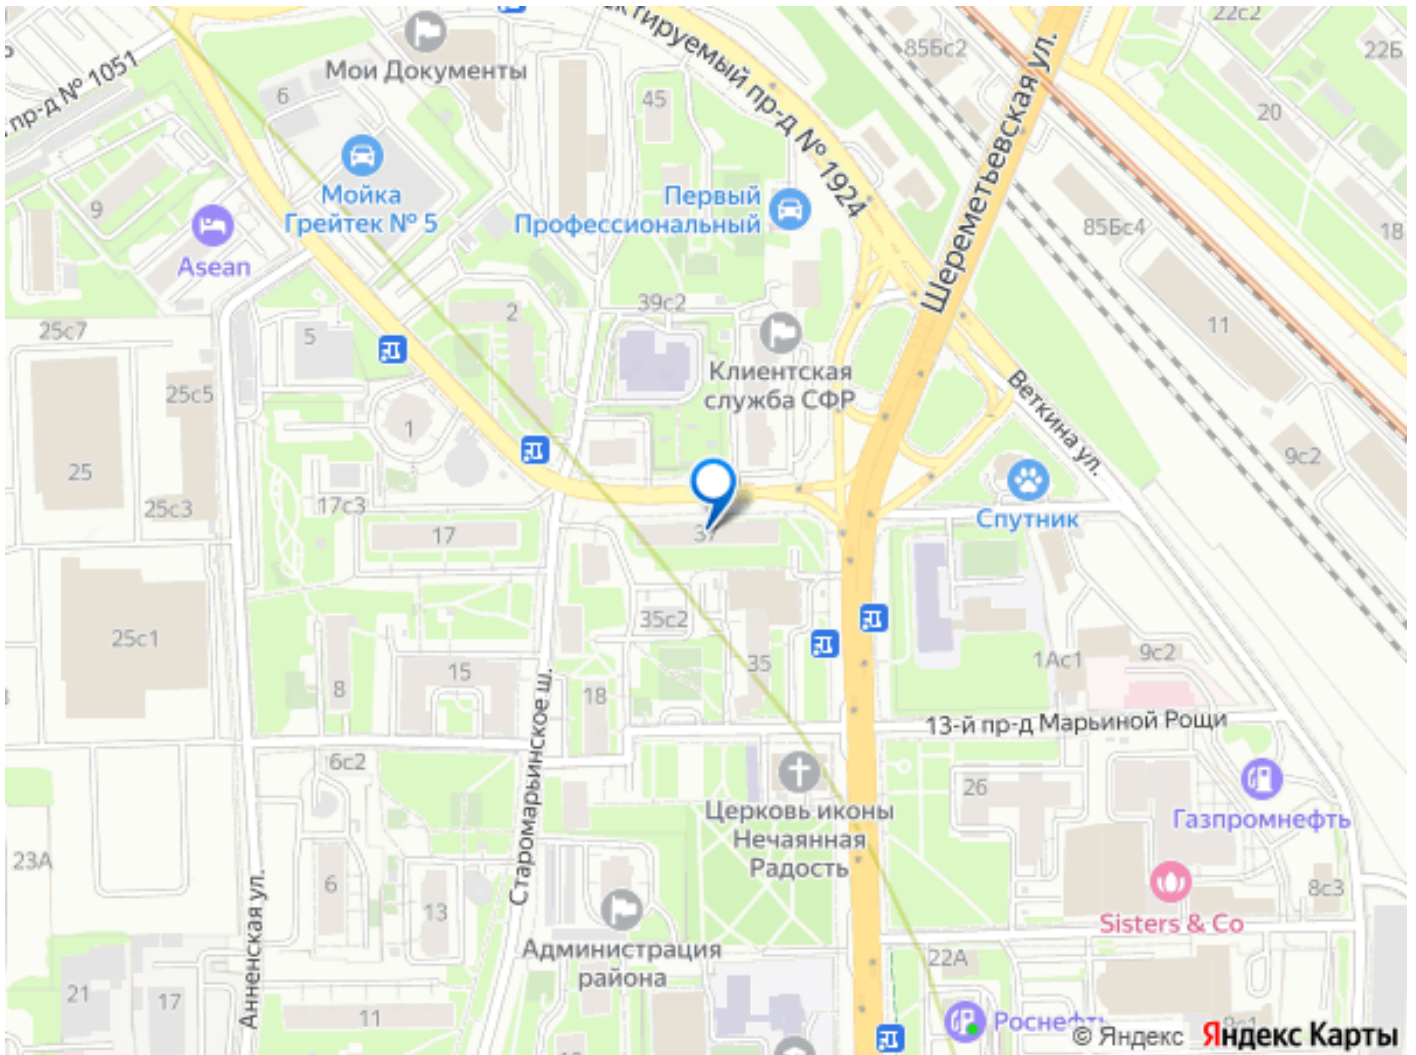 22с2
ктируемый пр-д № 1924
85Бс2
22Б
Мои Документы
пр-д № 1051
6
45
20
Шереметьевская ул.
Мойка
Грейтек № 5
Первый
Профессиональный
9
85Бс4
18
Asean
39с2
2
25с7
5
11
Клиентская
служба СФР
25с5
1
Веткина ул.
9с2
25
17с3
25с3
Спутник
17
37
25с1
35с2
35
15
8
18
1Ас1
9с2
Старомарьинское ш.
13-й пр-д Марьиной Рощи
6с2
26
Церковь иконы
Нечаянная
Радость
Газпромнефть
23А
6
13
8с3
Анненская ул.
Sisters & Co
Администрация
района
22А
21
17
11
Роснефть
© Яндекс
Яндекс Карты